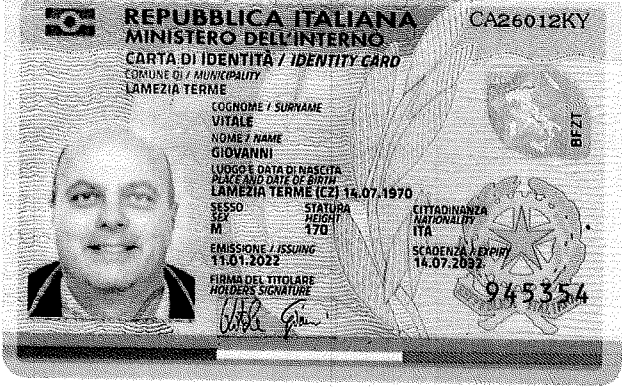 REPUBBLICA ITALIANA
CA26012KY
MINISTERO DELL'INTERNO
CARTA DI IDENTITÀ / IDENTITY CARD
COMUNE DI / MUNICIPALITY
LAMEZIA TERME
COGNOME / SURNAME
VITALE
NOME / NAME
GIOVANNI
LUOGO E DATA DI NASCITA
PLACE AND DATE OF BIRTH
LAMEZIA TERME (CZ) 14.07.1970
SESSO STATURA CITTADINANZA
SEX HEIGHT NATIONALITY
M 170 ITA
EMISSIONE / ISSUING SCADENZA / EXPIRY
11.01.2022 14.07.2032
FIRMA DEL TITOLARE
HOLDER'S SIGNATURE
945354
BFZT